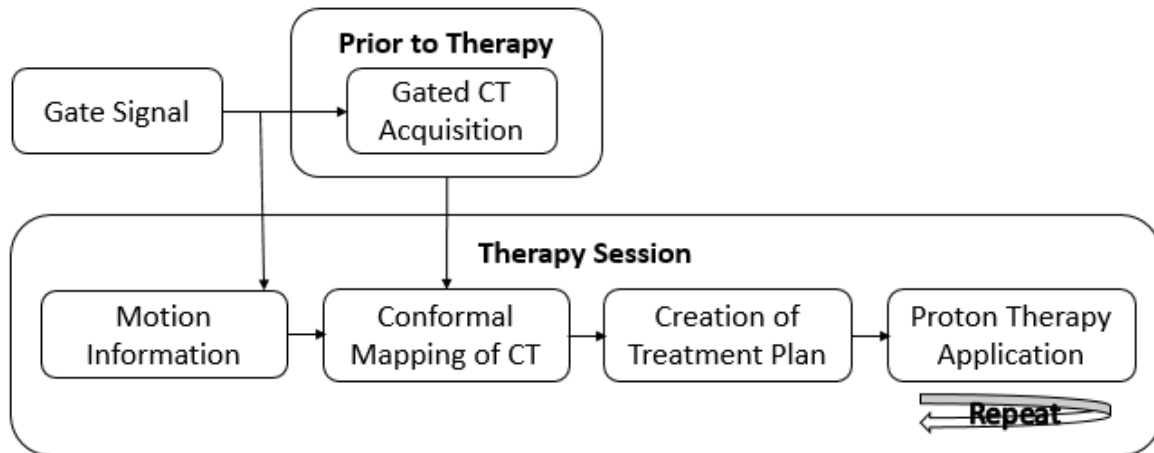 Prior to Therapy
Gate Signal
Gated CT
Acquisition
Therapy Session
Motion
Information
Conformal
Mapping of CT
Creation of
Treatment Plan
Proton Therapy
Application
Repeat